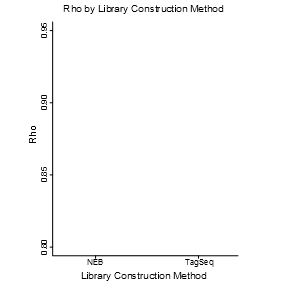 Rho by Library Construction Method
0.95
0.90
Rho
0.85
0.80
NEB TagSeq
Library Construction Method